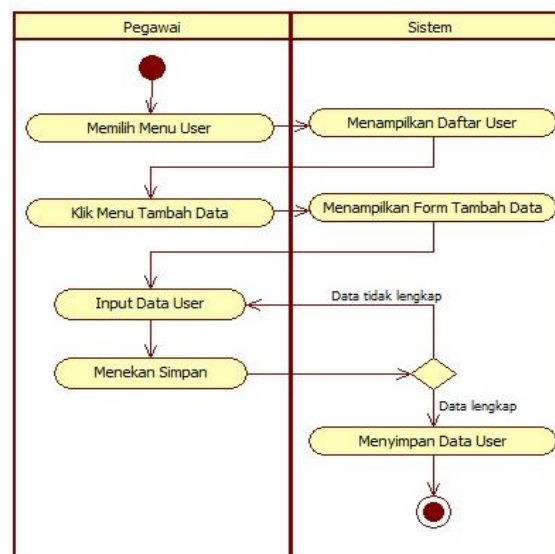 Pegawai
Sistem
Memilih Menu User
Menampilkan Daftar User
Klik Menu Tambah Data
Menampilkan Form Tambah Data
Input Data User
Data tidak lengkap
Menekan Simpan
Data lengkap
Menyimpan Data User